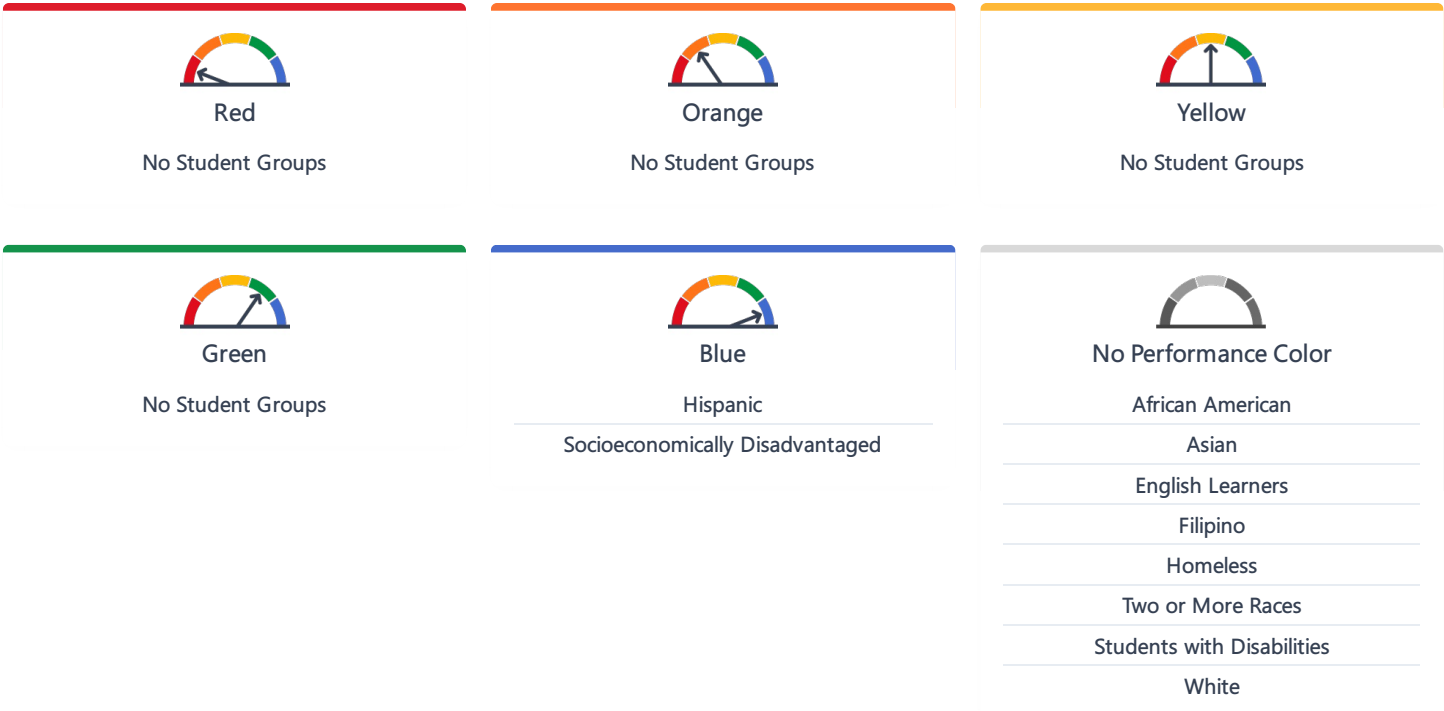 Red
No Student Groups
Orange
No Student Groups
Yellow
No Student Groups
Green
No Student Groups
Blue
Hispanic
Socioeconomically Disadvantaged
No Performance Color
African American
Asian
English Learners
Filipino
Homeless
Two or More Races
Students with Disabilities
White